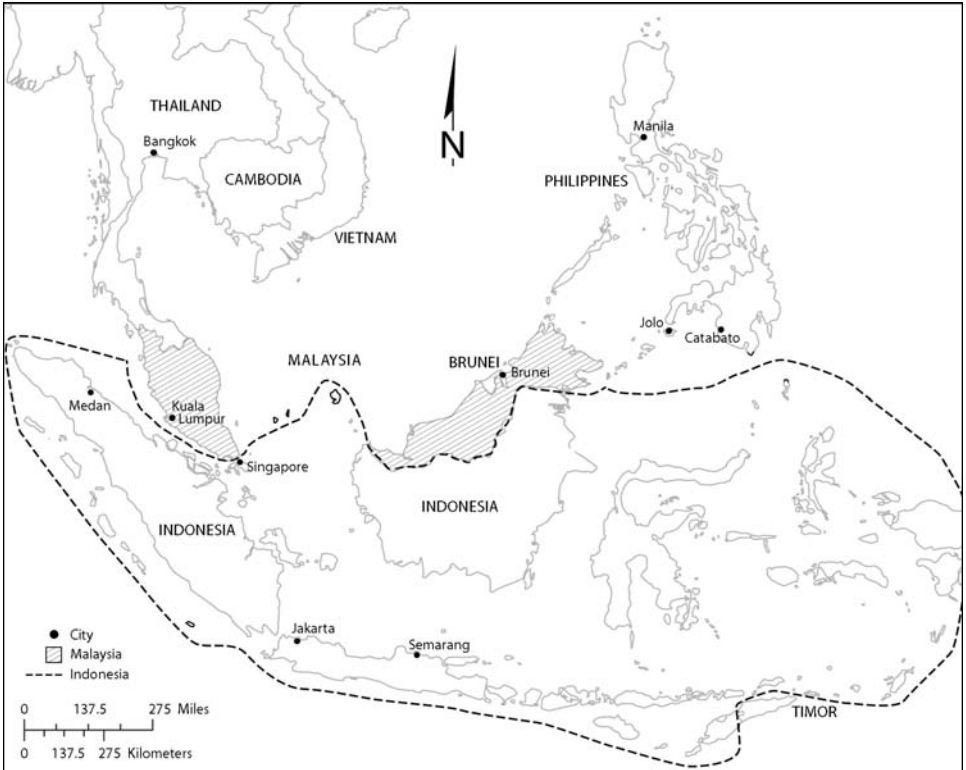 THAILAND
Bangkok
CAMBODIA
VIETNAM
N
Manila
PHILIPPINES
Jolo
Catabato
MALAYSIA
BRUNEI
Brunei
Medan
Kuala
Lumpur
Singapore
INDONESIA
INDONESIA
Jakarta
Semarang
TIMOR
City
Malaysia
Indonesia
0 137.5 275 Miles
0 137.5 275 Kilometers